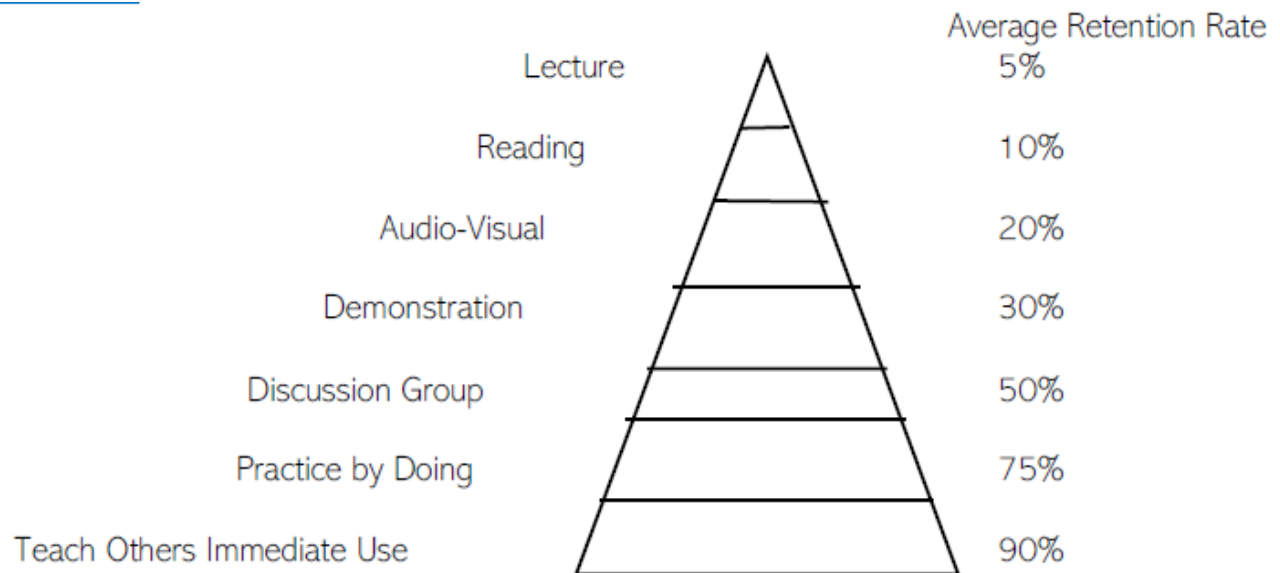 Average Retention Rate
Lecture 5%
Reading 10%
Audio-Visual 20%
Demonstration 30%
Discussion Group 50%
Practice by Doing 75%
Teach Others Immediate Use 90%